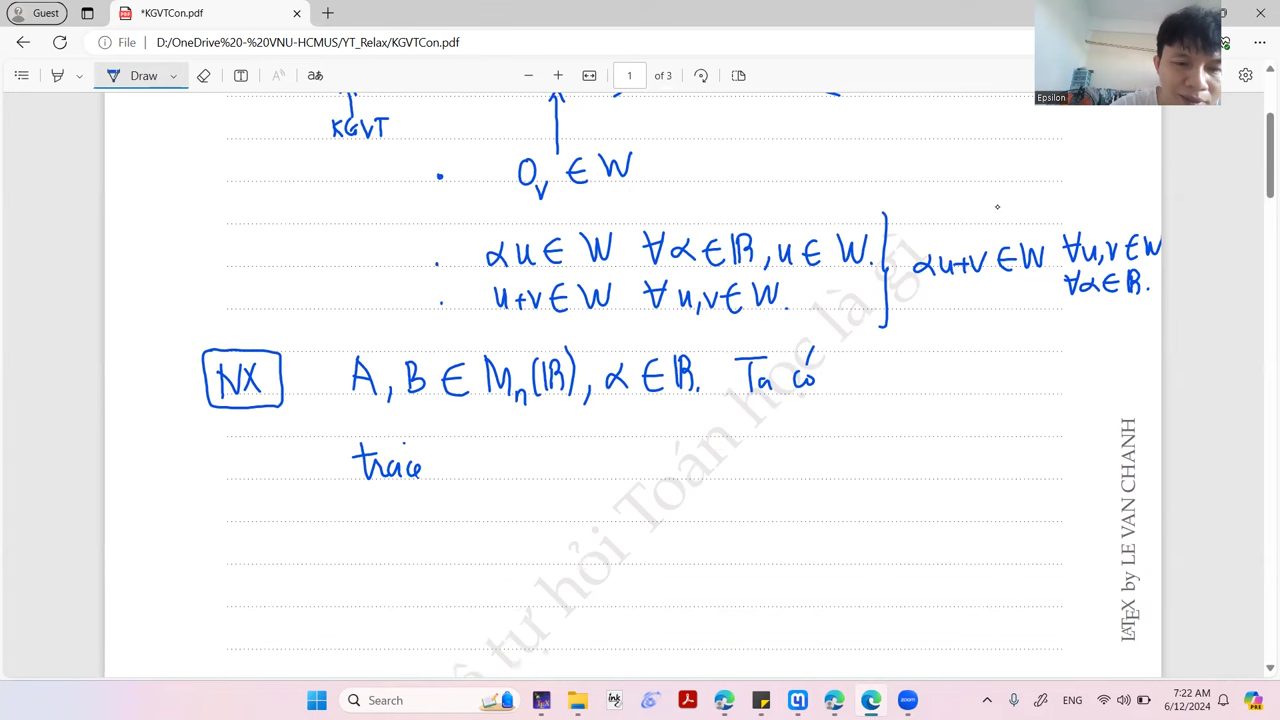 Guest
*KGVTCon.pdf
File D:/OneDrive%20-%20VNU-HCMUS/YT_Relax/KGVTCon.pdf
Draw
1 of 3
Epsilon
KGVT
0_V ∈ W
αu ∈ W ∀α ∈ ℝ, u ∈ W.
u+v ∈ W ∀u,v ∈ W.
αu+v ∈ W ∀u,v ∈ W
∀α ∈ ℝ.
NX A, B ∈ M_n(ℝ), α ∈ ℝ. Ta có
trace
tự hỏi Toán học là gì
LATEX by LE VAN CHANH
Search
ENG
7:22 AM
6/12/2024